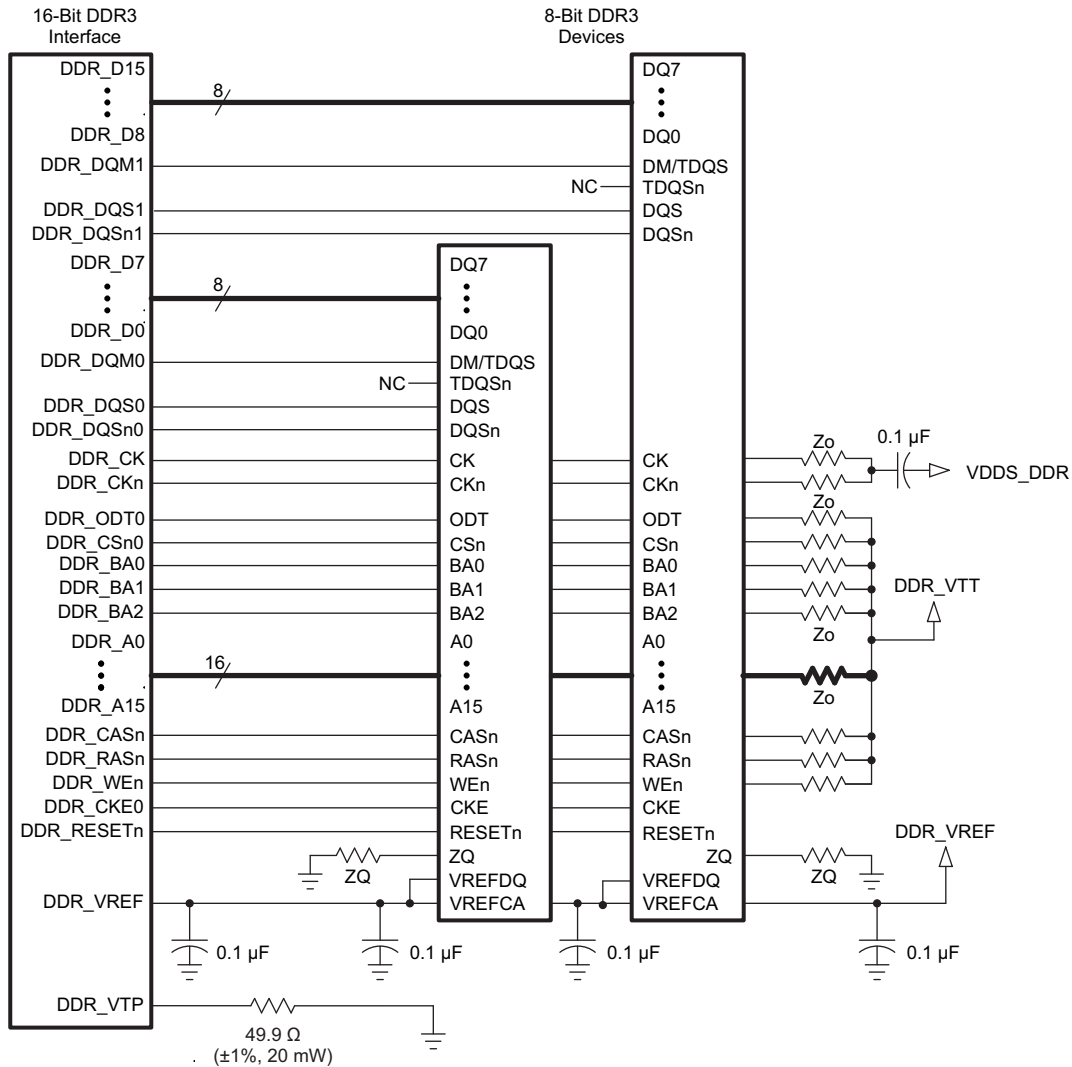 16-Bit DDR3
Interface
8-Bit DDR3
Devices
DDR_D15
8
DQ7
DDR_D8
DQ0
DDR_DQM1
DM/TDQS
NC
TDQSn
DDR_DQS1
DQS
DDR_DQSn1
DQSn
DDR_D7
8
DQ7
DDR_D0
DQ0
DDR_DQM0
DM/TDQS
NC
TDQSn
DDR_DQS0
DQS
DDR_DQSn0
DQSn
DDR_CK
CK
CK
Zo
0.1 µF
VDDS_DDR
DDR_CKn
CKn
CKn
Zo
DDR_ODT0
ODT
ODT
DDR_CSn0
CSn
CSn
DDR_BA0
BA0
BA0
DDR_BA1
BA1
BA1
DDR_VTT
DDR_BA2
BA2
BA2
Zo
DDR_A0
A0
A0
16
Zo
DDR_A15
A15
A15
DDR_CASn
CASn
CASn
DDR_RASn
RASn
RASn
DDR_WEn
WEn
WEn
DDR_CKE0
CKE
CKE
DDR_RESETn
RESETn
RESETn
DDR_VREF
ZQ
ZQ
ZQ
ZQ
VREFDQ
VREFDQ
DDR_VREF
VREFCA
VREFCA
0.1 µF
0.1 µF
0.1 µF
0.1 µF
DDR_VTP
49.9 Ω
(±1%, 20 mW)